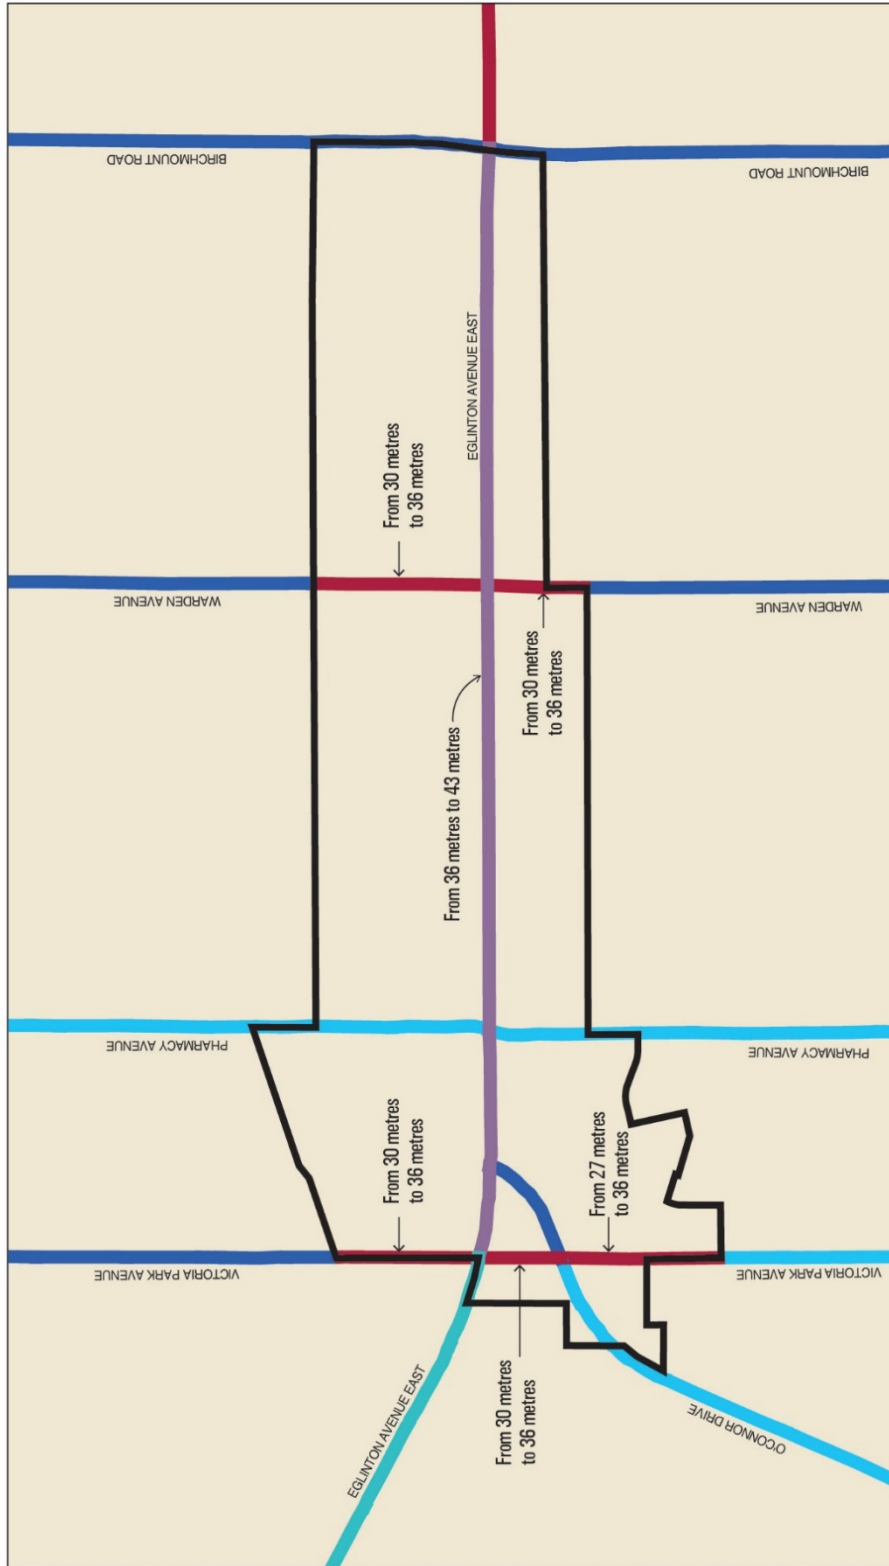 BIRCHMOUNT ROAD
BIRCHMOUNT ROAD
EGLINTON AVENUE EAST
From 30 metres
to 36 metres
WARDEN AVENUE
WARDEN AVENUE
From 30 metres
to 36 metres
From 36 metres to 43 metres
PHARMACY AVENUE
PHARMACY AVENUE
From 30 metres
to 36 metres
From 27 metres
to 36 metres
VICTORIA PARK AVENUE
VICTORIA PARK AVENUE
EGLINTON AVENUE EAST
From 30 metres
to 36 metres
O'CONNOR DRIVE